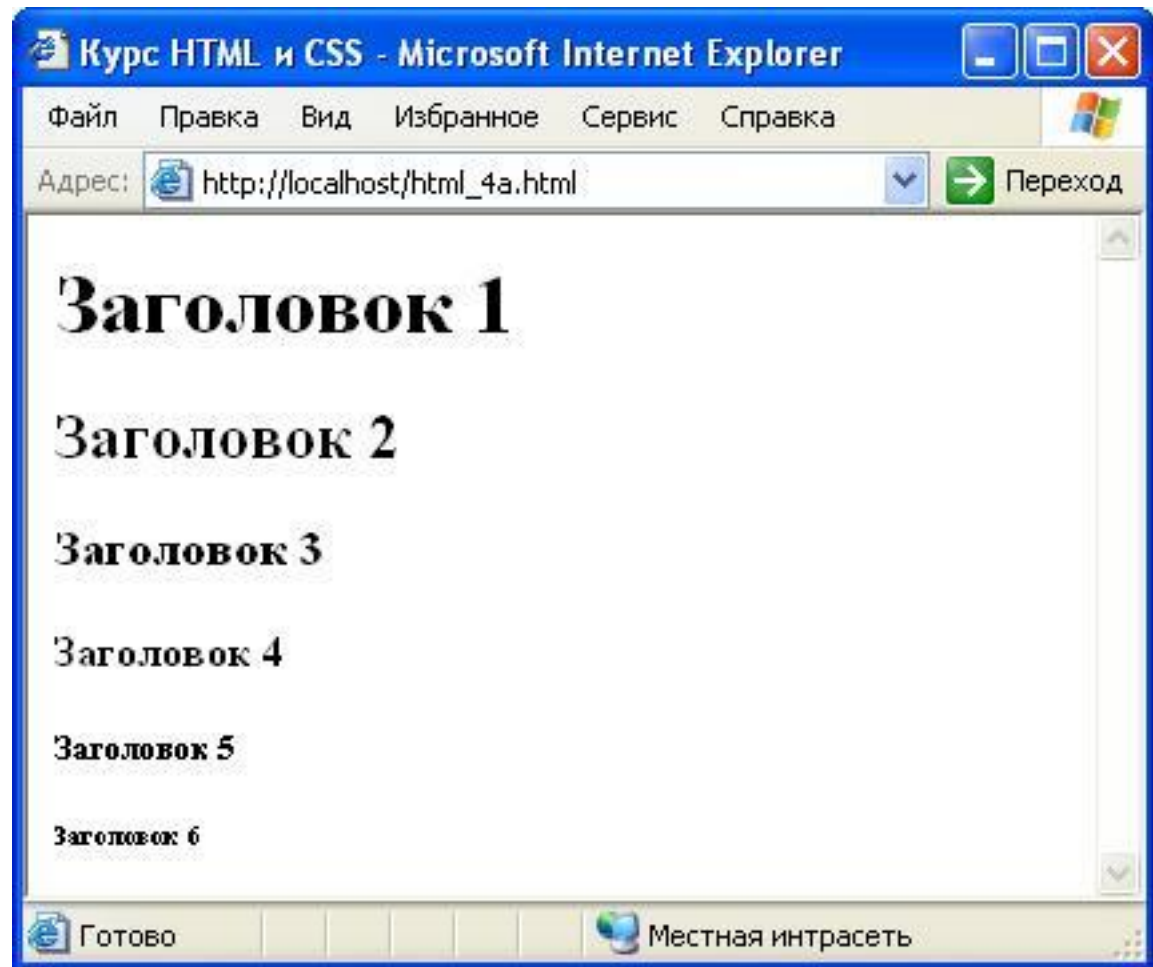 Курс HTML и CSS - Microsoft Internet Explorer
Файл Правка Вид Избранное Сервис Справка
Адрес: http://localhost/html_4a.html Переход
Заголовок 1
Заголовок 2
Заголовок 3
Заголовок 4
Заголовок 5
Заголовок 6
Готово Местная интрасеть